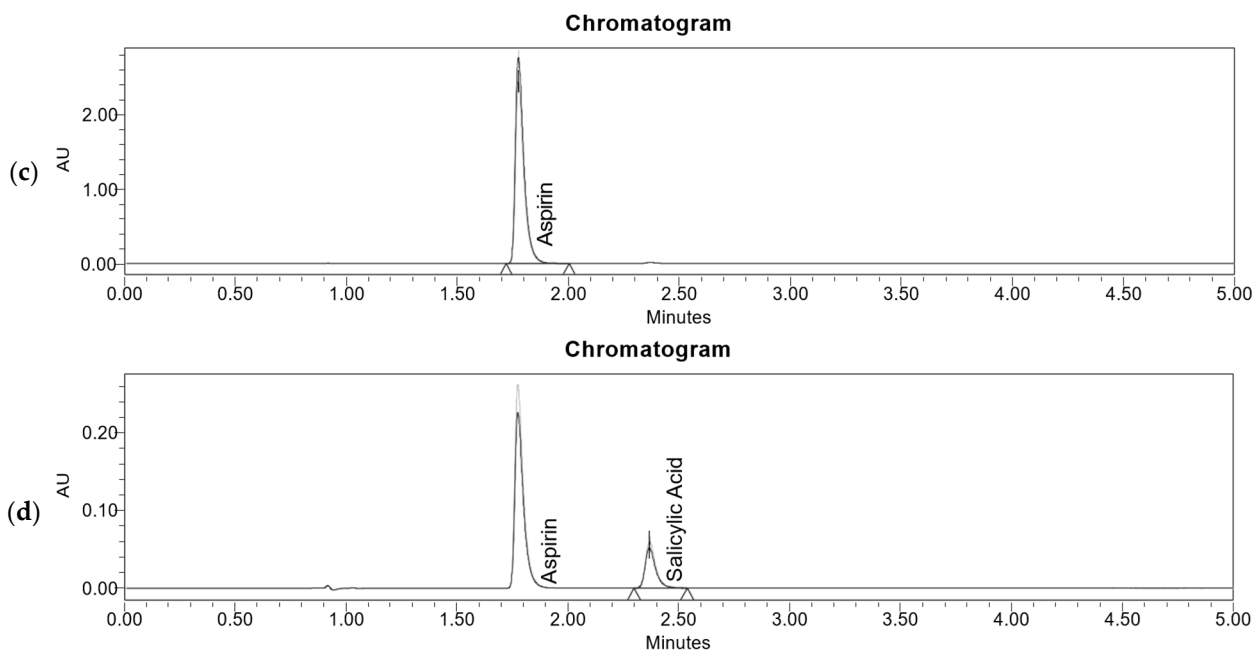 Chromatogram
(c)
AU
2.00
1.00
0.00
Aspirin
0.00 0.50 1.00 1.50 2.00 2.50 3.00 3.50 4.00 4.50 5.00
Minutes
Chromatogram
(d)
AU
0.20
0.10
0.00
Aspirin
Salicylic Acid
0.00 0.50 1.00 1.50 2.00 2.50 3.00 3.50 4.00 4.50 5.00
Minutes